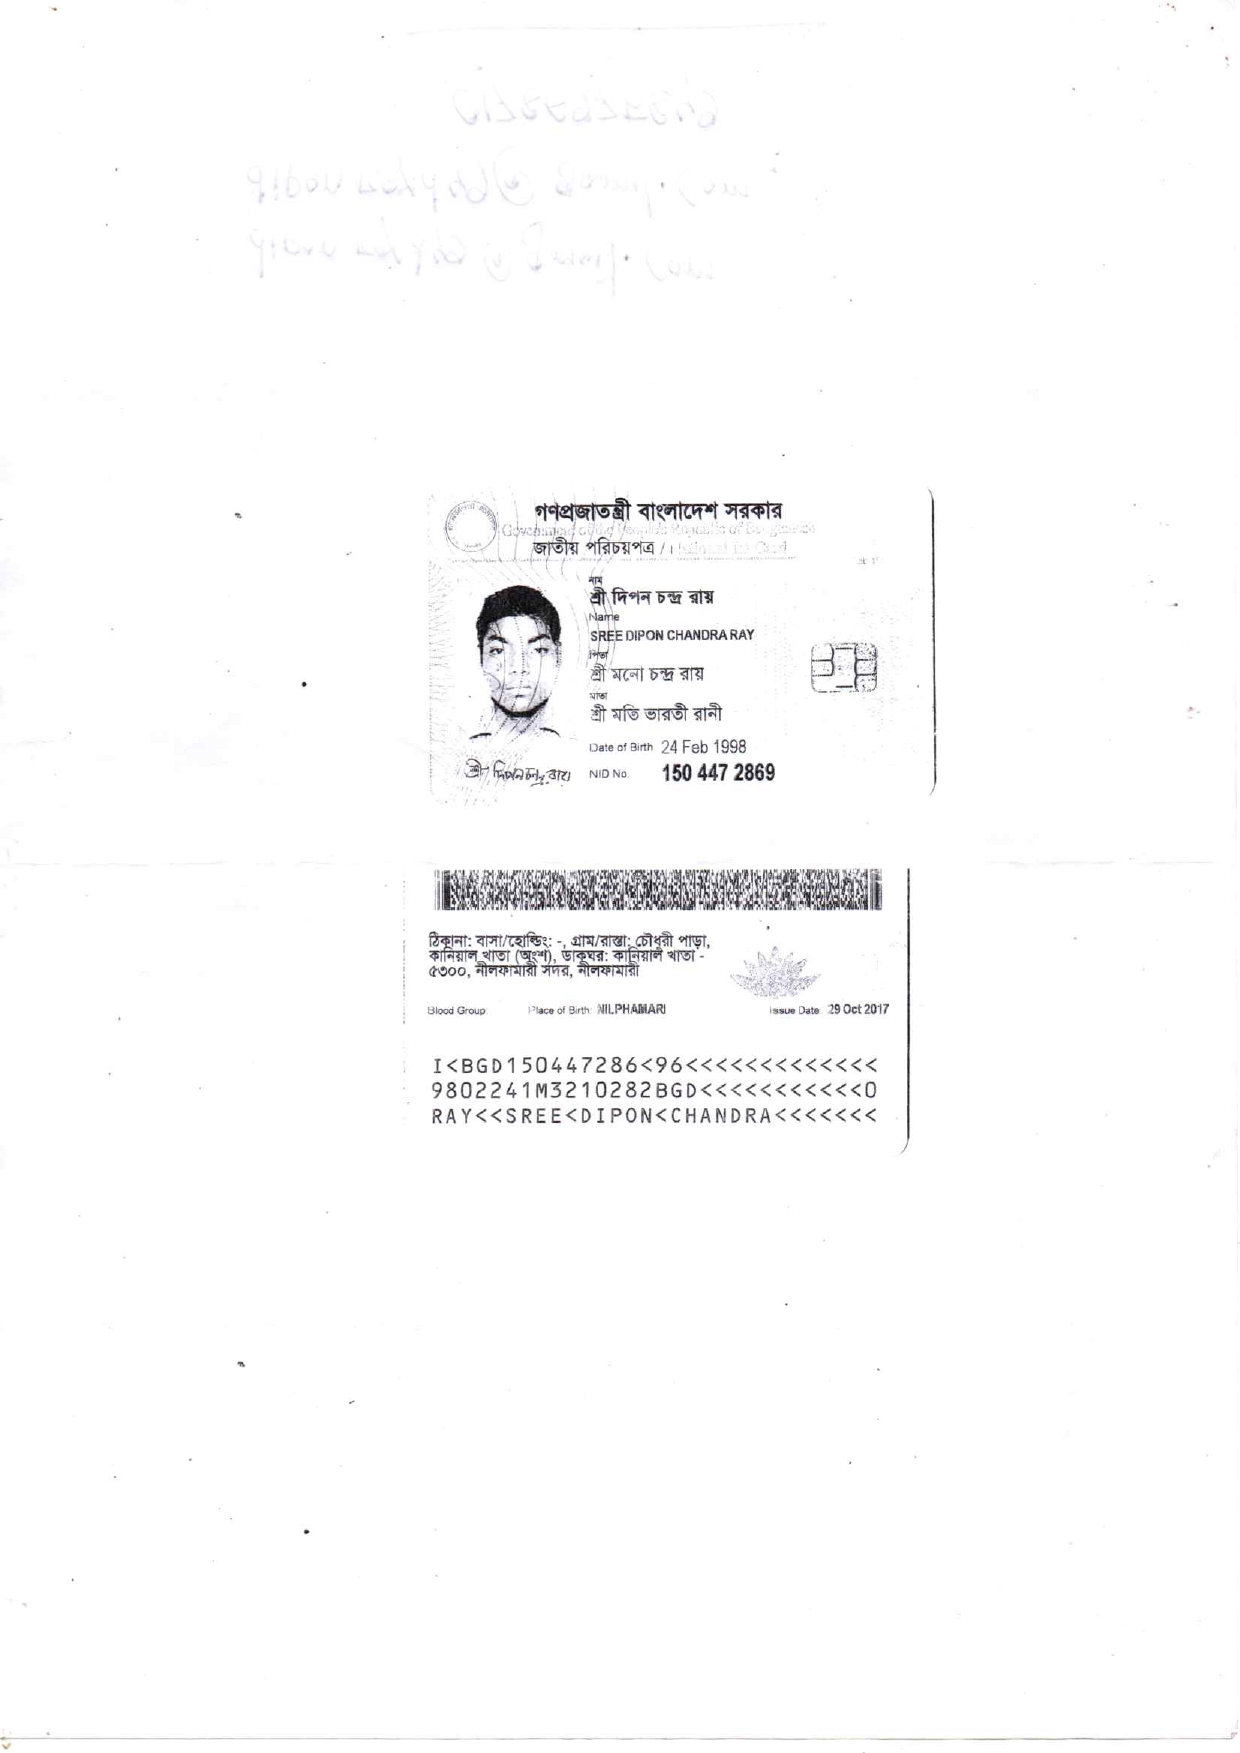 গণপ্রজাতন্ত্রী বাংলাদেশ সরকার
Government of the People's Republic of Bangladesh
জাতীয় পরিচয়পত্র / National ID Card
নাম
শ্রী দিপন চন্দ্র রায়
Name
SREE DIPON CHANDRA RAY
পিতা
শ্রী মনো চন্দ্র রায়
মাতা
শ্রী মতি ভারতী রানী
Date of Birth 24 Feb 1998
শ্রী দিপন চন্দ্র রায়
NID No. 150 447 2869
ঠিকানা: বাসা/হোল্ডিং: -, গ্রাম/রাস্তা: চৌধুরী পাড়া,
কানিয়াল খাতা (অংশ), ডাকঘর: কানিয়াল খাতা -
৫৩০০, নীলফামারী সদর, নীলফামারী
Blood Group: Place of Birth: NILPHAMARI Issue Date: 29 Oct 2017
I<BGD150447286<96<<<<<<<<<<<<<
9802241M3210282BGD<<<<<<<<<<<0
RAY<<SREE<DIPON<CHANDRA<<<<<<<